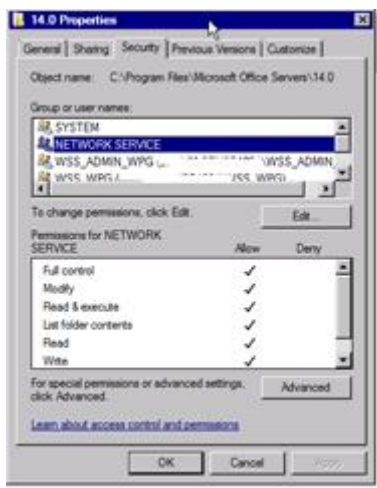 14.0 Properties
General Sharing Security Previous Versions Customize
Object name: C:\Program Files\Microsoft Office Servers\14.0
Group or user names:
SYSTEM
NETWORK SERVICE
WSS_ADMIN_WPG \WSS_ADMIN
WSS_WPG
To change permissions, click Edit.
Edit...
Permissions for NETWORK
SERVICE Allow Deny
Full control
Modify
Read & execute
List folder contents
Read
Write
For special permissions or advanced settings,
click Advanced.
Advanced
Learn about access control and permissions
OK Cancel Apply